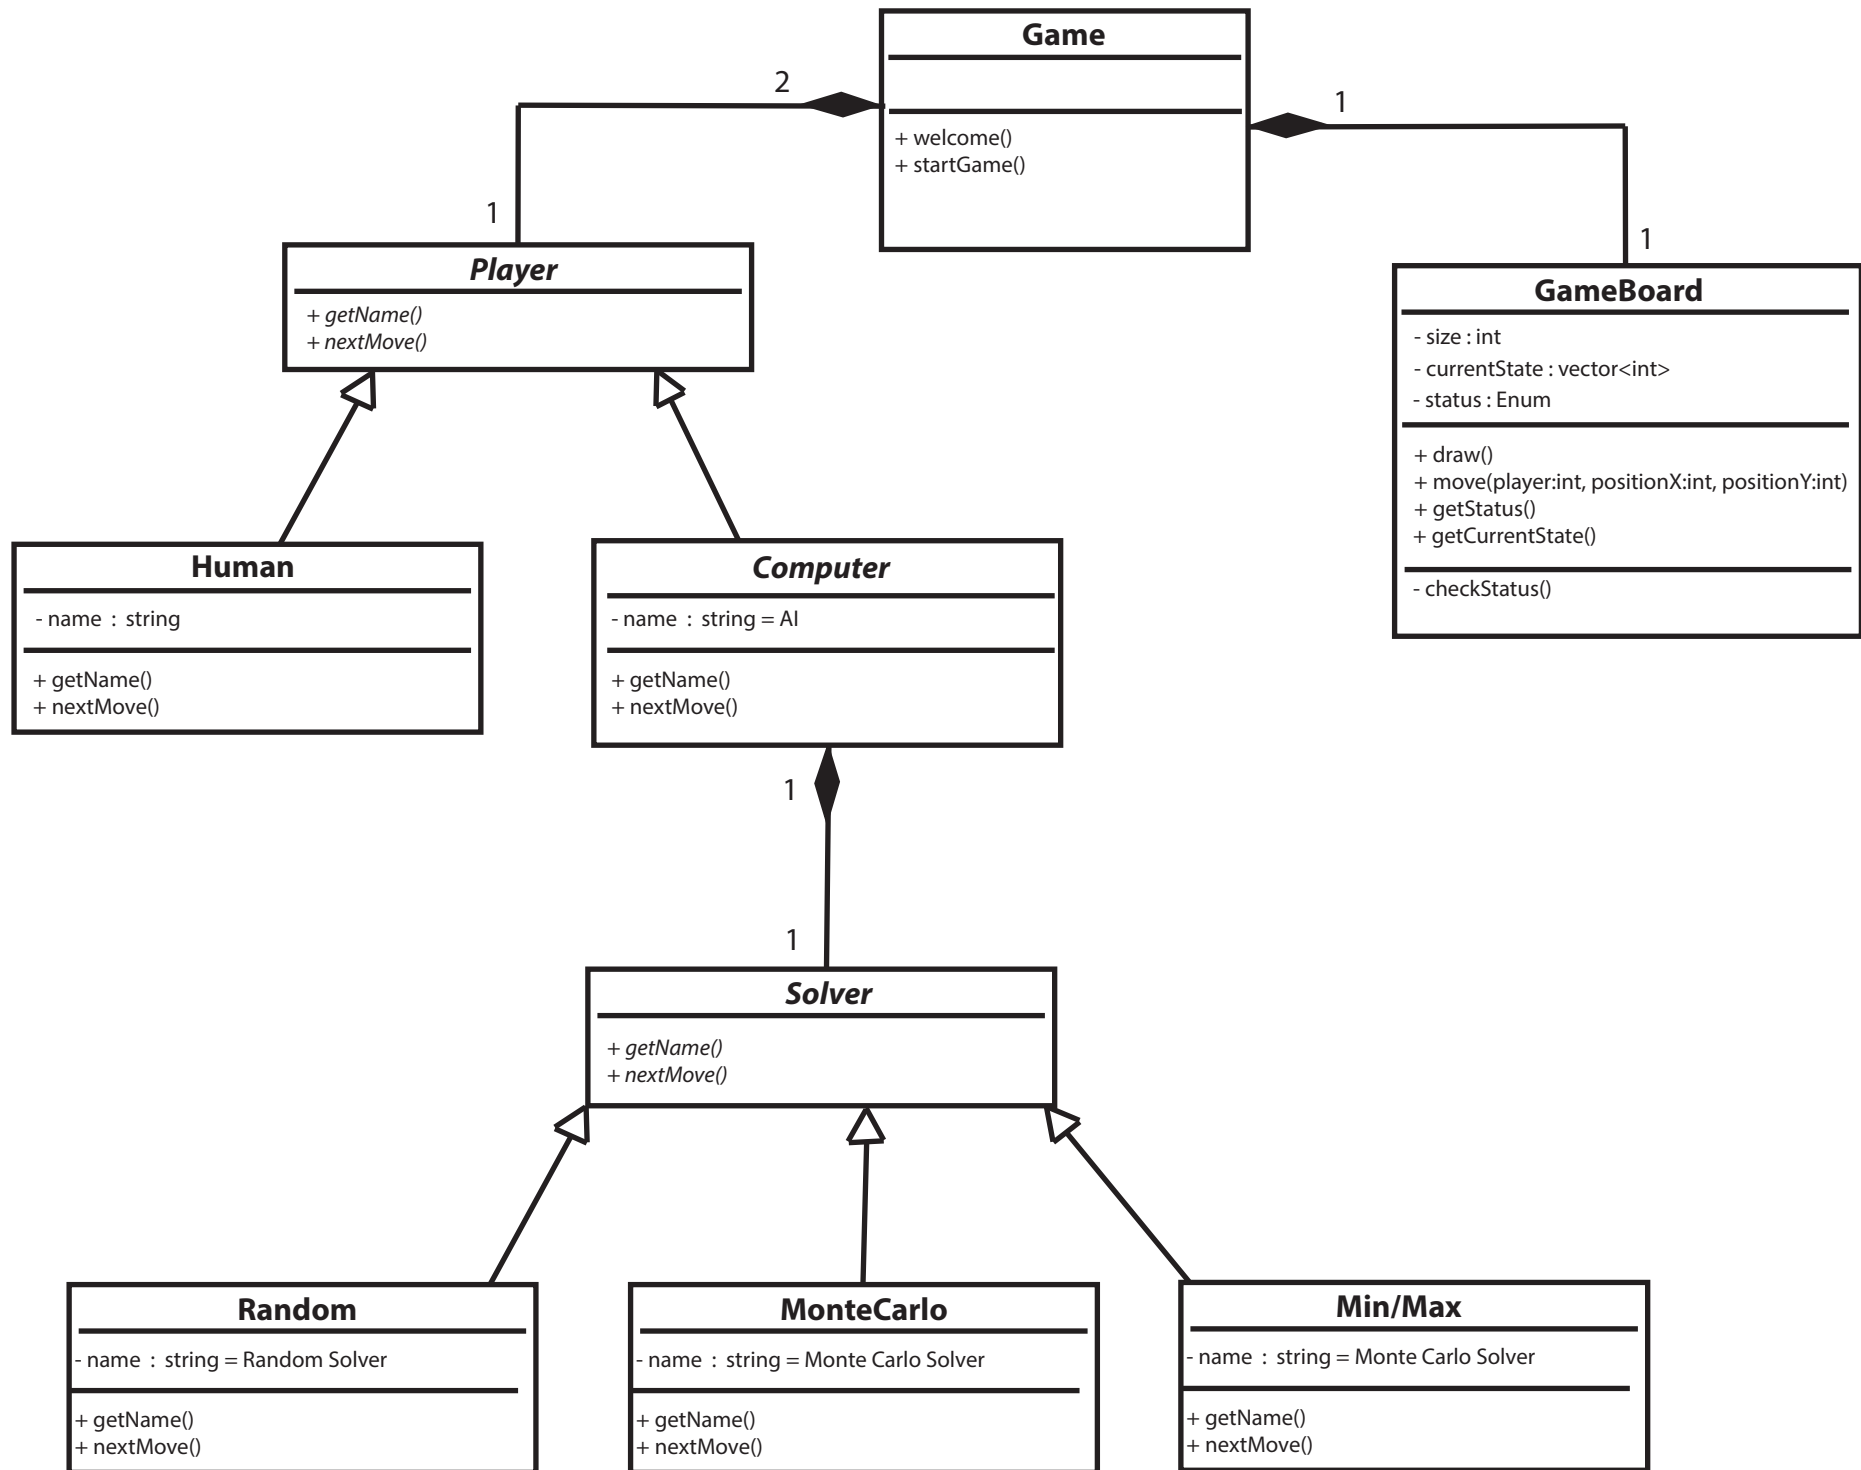 Game
+ welcome()
+ startGame()
2
1
1
1
Player
+ getName()
+ nextMove()
GameBoard
- size : int
- currentState : vector<int>
- status : Enum
+ draw()
+ move(player:int, positionX:int, positionY:int)
+ getStatus()
+ getCurrentState()
- checkStatus()
Human
- name : string
+ getName()
+ nextMove()
Computer
- name : string = AI
+ getName()
+ nextMove()
1
1
Solver
+ getName()
+ nextMove()
Random
- name : string = Random Solver
+ getName()
+ nextMove()
MonteCarlo
- name : string = Monte Carlo Solver
+ getName()
+ nextMove()
Min/Max
- name : string = Monte Carlo Solver
+ getName()
+ nextMove()